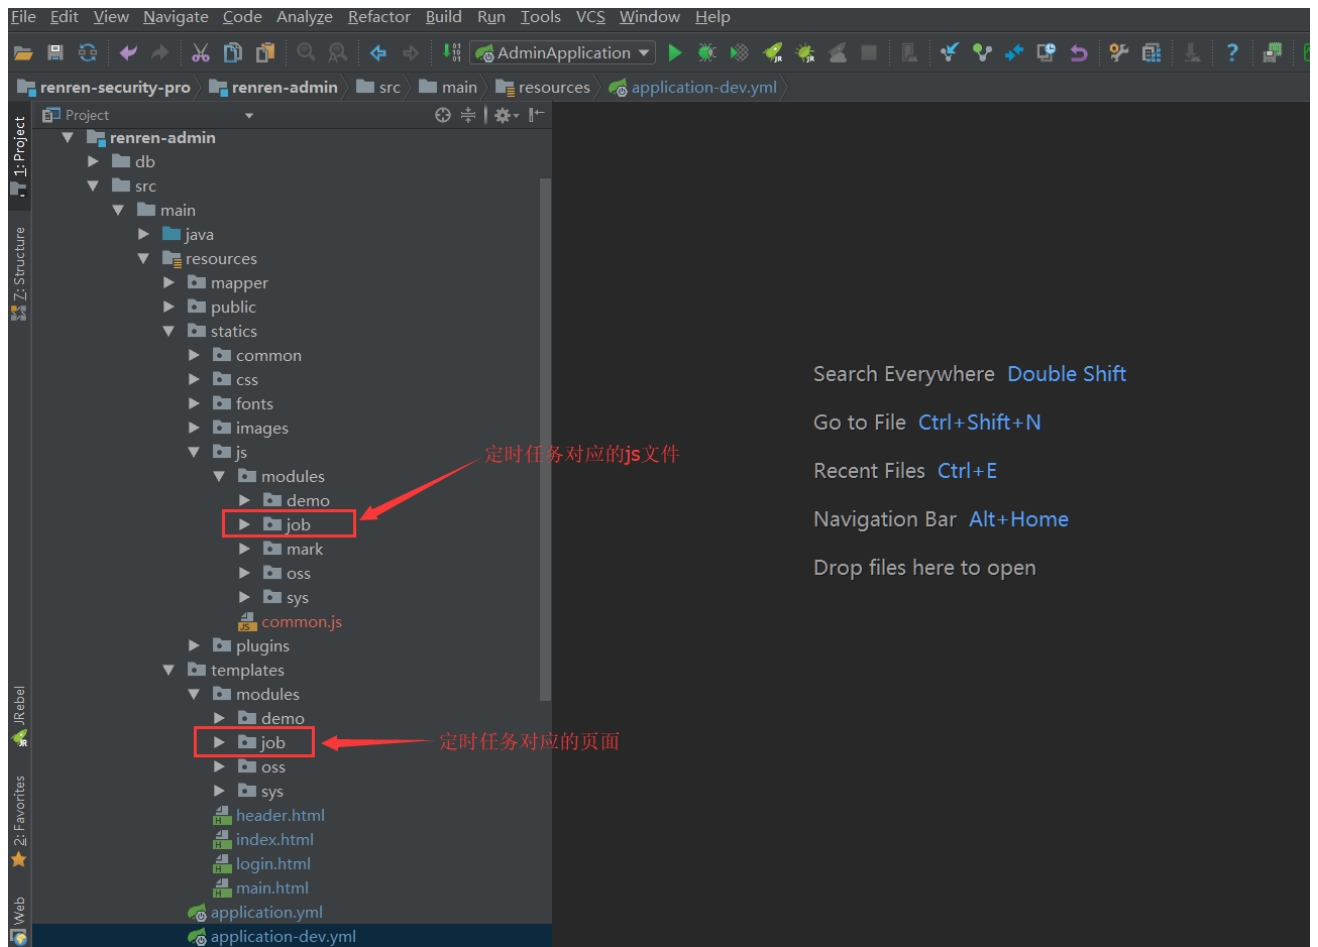 File Edit View Navigate Code Analyze Refactor Build Run Tools VCS Window Help
AdminApplication
renren-security-pro renren-admin src main resources application-dev.yml
Project
1: Project
Z: Structure
JRebel
2: Favorites
Web
renren-admin
db
src
main
java
resources
mapper
public
statics
common
css
fonts
images
js
modules
demo
job
mark
oss
sys
common.js
plugins
templates
modules
demo
job
oss
sys
header.html
index.html
login.html
main.html
application.yml
application-dev.yml
定时任务对应的js文件
定时任务对应的页面
Search Everywhere Double Shift
Go to File Ctrl+Shift+N
Recent Files Ctrl+E
Navigation Bar Alt+Home
Drop files here to open